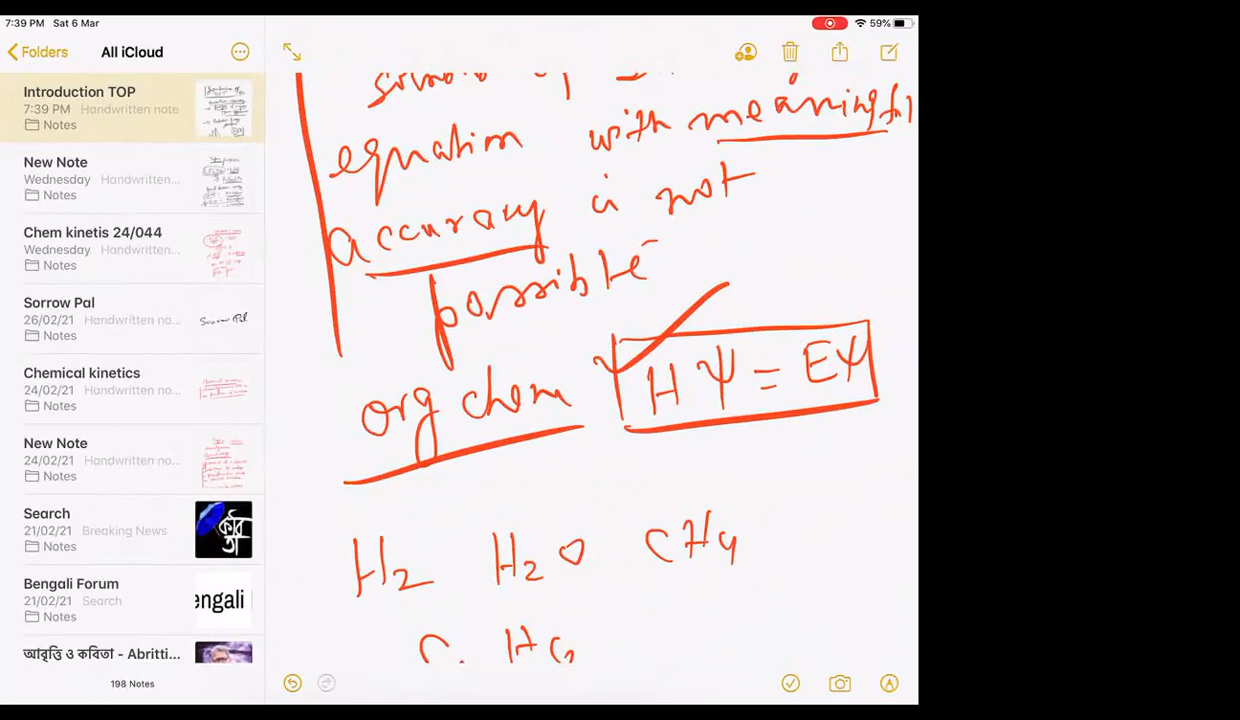 7:39 PM Sat 6 Mar
59%
Folders
All iCloud
Introduction TOP
7:39 PM Handwritten note
Notes
New Note
Wednesday Handwritten...
Notes
Chem kinetis 24/044
Wednesday Handwritten...
Notes
Sorrow Pal
26/02/21 Handwritten no...
Notes
Chemical kinetics
24/02/21 Handwritten no...
Notes
New Note
24/02/21 Handwritten no...
Notes
Search
21/02/21 Breaking News
Notes
Bengali Forum
21/02/21 Search
Notes
engali
আবৃত্তি ও কবিতা - Abritti...
198 Notes
equation with meaningful
accuracy is not
possible
org chem HΨ = EΨ
H2 H2O CH4